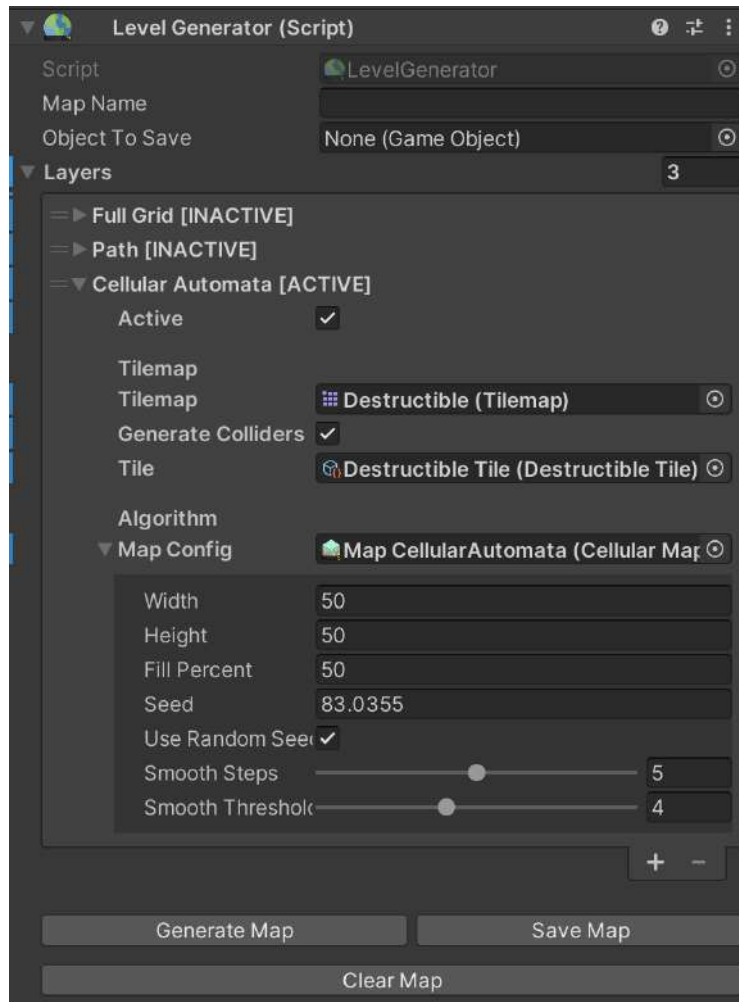 Level Generator (Script)
Script LevelGenerator
Map Name
Object To Save None (Game Object)
Layers 3
Full Grid [INACTIVE]
Path [INACTIVE]
Cellular Automata [ACTIVE]
Active
Tilemap
Tilemap Destructible (Tilemap)
Generate Colliders
Tile Destructible Tile (Destructible Tile)
Algorithm
Map Config Map CellularAutomata (Cellular Map
Width 50
Height 50
Fill Percent 50
Seed 83.0355
Use Random Seed
Smooth Steps 5
Smooth Threshold 4
Generate Map Save Map
Clear Map